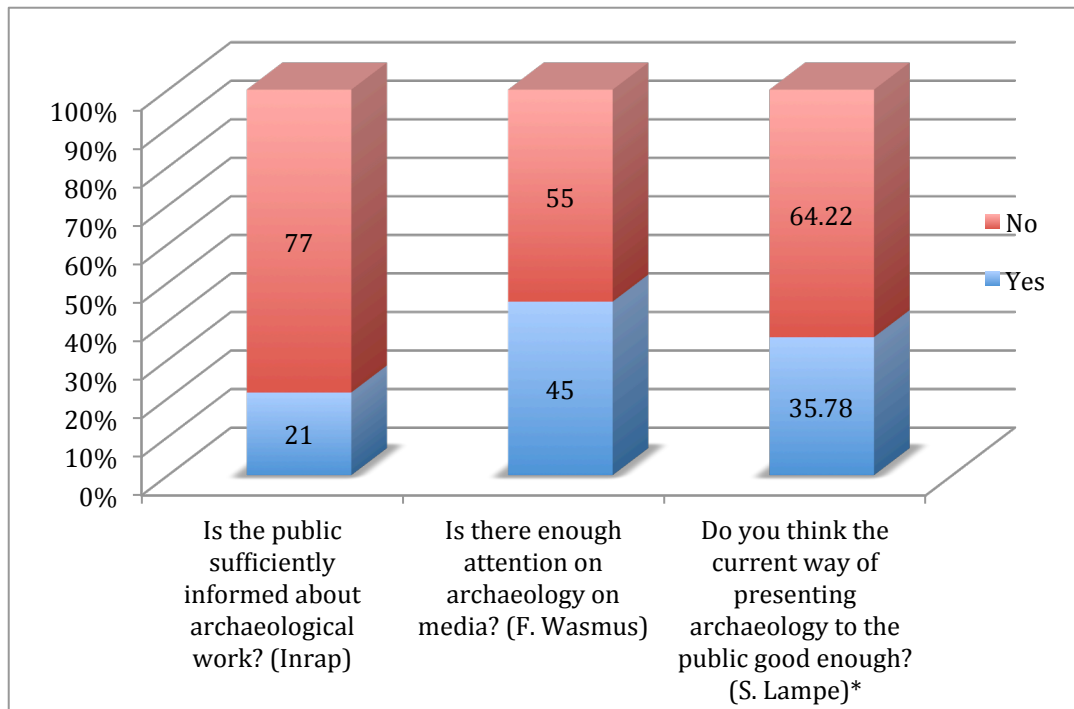 100%
90%
80%
70%
60%
50%
40%
30%
20%
10%
0%
77
21
55
45
64.22
35.78
No
Yes
Is the public
sufficiently
informed about
archaeological
work? (Inrap)
Is there enough
attention on
archaeology on
media? (F. Wasmus)
Do you think the
current way of
presenting
archaeology to the
public good enough?
(S. Lampe)*